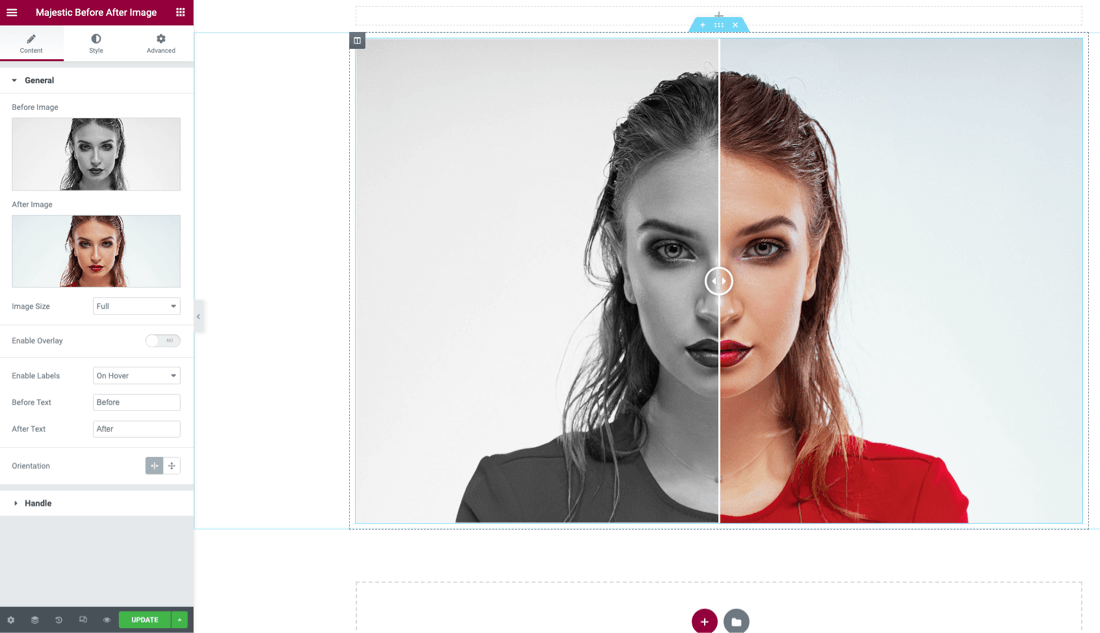 Majestic Before After Image
Content
Style
Advanced
General
Before Image
After Image
Image Size
Full
Enable Overlay
NO
Enable Labels
On Hover
Before Text
Before
After Text
After
Orientation
Handle
UPDATE